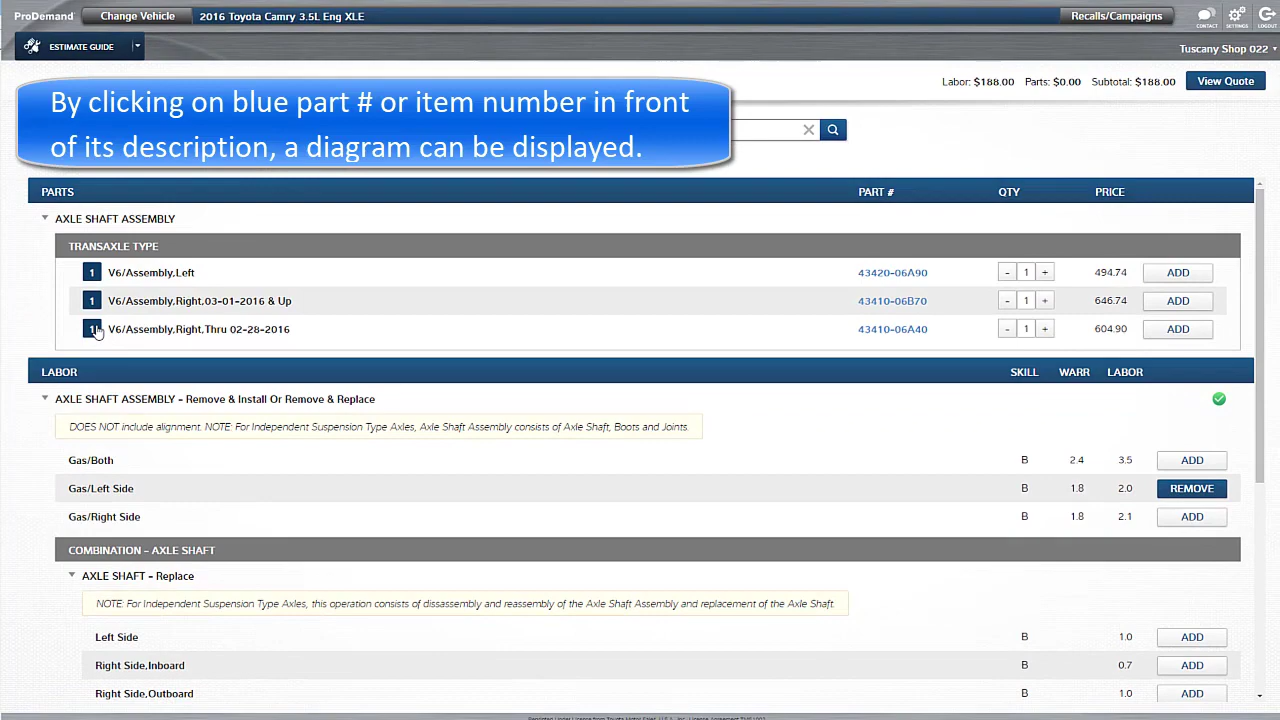 ProDemand Change Vehicle 2016 Toyota Camry 3.5L Eng XLE Recalls/Campaigns CONTACT SETTINGS LOGOUT
ESTIMATE GUIDE Tuscany Shop 022
Labor: $188.00 Parts: $0.00 Subtotal: $188.00 View Quote
By clicking on blue part # or item number in front
of its description, a diagram can be displayed.
PARTS PART # QTY PRICE
AXLE SHAFT ASSEMBLY
TRANSAXLE TYPE
1 V6/Assembly,Left 43420-06A90 - 1 + 494.74 ADD
1 V6/Assembly,Right,03-01-2016 & Up 43410-06B70 - 1 + 646.74 ADD
1 V6/Assembly,Right,Thru 02-28-2016 43410-06A40 - 1 + 604.90 ADD
LABOR SKILL WARR LABOR
AXLE SHAFT ASSEMBLY - Remove & Install Or Remove & Replace
DOES NOT include alignment. NOTE: For Independent Suspension Type Axles, Axle Shaft Assembly consists of Axle Shaft, Boots and Joints.
Gas/Both B 2.4 3.5 ADD
Gas/Left Side B 1.8 2.0 REMOVE
Gas/Right Side B 1.8 2.1 ADD
COMBINATION - AXLE SHAFT
AXLE SHAFT - Replace
NOTE: For Independent Suspension Type Axles, this operation consists of dissassembly and reassembly of the Axle Shaft Assembly and replacement of the Axle Shaft.
Left Side B 1.0 ADD
Right Side,Inboard B 0.7 ADD
Right Side,Outboard B 1.0 ADD